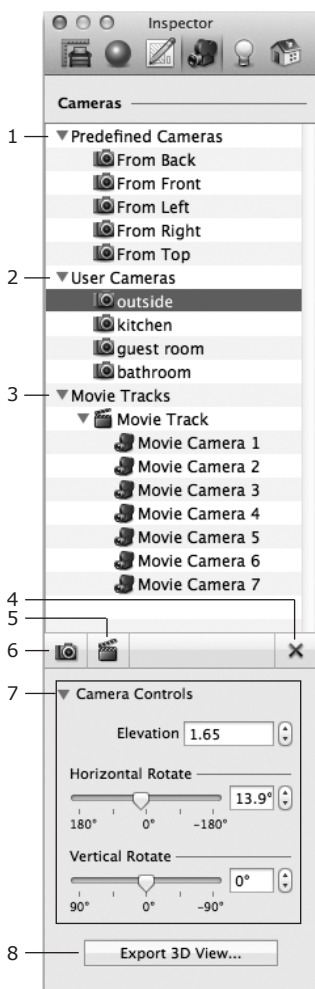 Inspector
Cameras
1 Predefined Cameras
From Back
From Front
From Left
From Right
From Top
2 User Cameras
outside
kitchen
guest room
bathroom
3 Movie Tracks
Movie Track
Movie Camera 1
Movie Camera 2
Movie Camera 3
Movie Camera 4
Movie Camera 5
Movie Camera 6
Movie Camera 7
4
5
6
7 Camera Controls
Elevation 1.65
Horizontal Rotate
13.9°
180° 0° -180°
Vertical Rotate
0°
90° 0° -90°
8 Export 3D View...